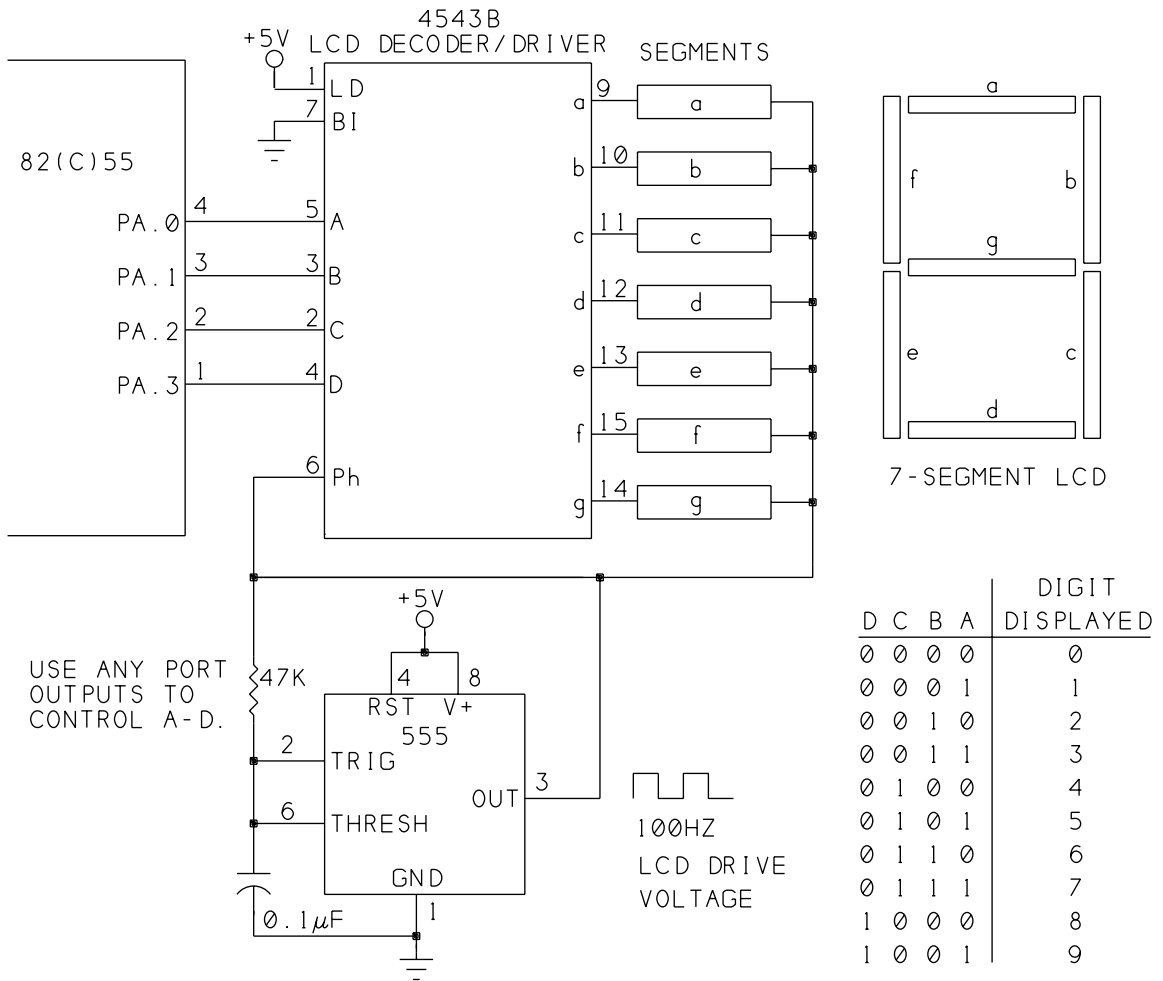 4543B
LCD DECODER/DRIVER
+5V
SEGMENTS
1 LD
7 BI
82(C)55
PA.0 4 5 A
PA.1 3 3 B
PA.2 2 2 C
PA.3 1 4 D
6 Ph
a 9 a
b 10 b
c 11 c
d 12 d
e 13 e
f 15 f
g 14 g
a
f b
g
e c
d
7-SEGMENT LCD
+5V
USE ANY PORT
OUTPUTS TO
CONTROL A-D.
47K
4 8
RST V+
555
2 TRIG
6 THRESH
OUT 3
GND
1
0.1µF
100HZ
LCD DRIVE
VOLTAGE
DIGIT
D C B A DISPLAYED
0 0 0 0 0
0 0 0 1 1
0 0 1 0 2
0 0 1 1 3
0 1 0 0 4
0 1 0 1 5
0 1 1 0 6
0 1 1 1 7
1 0 0 0 8
1 0 0 1 9